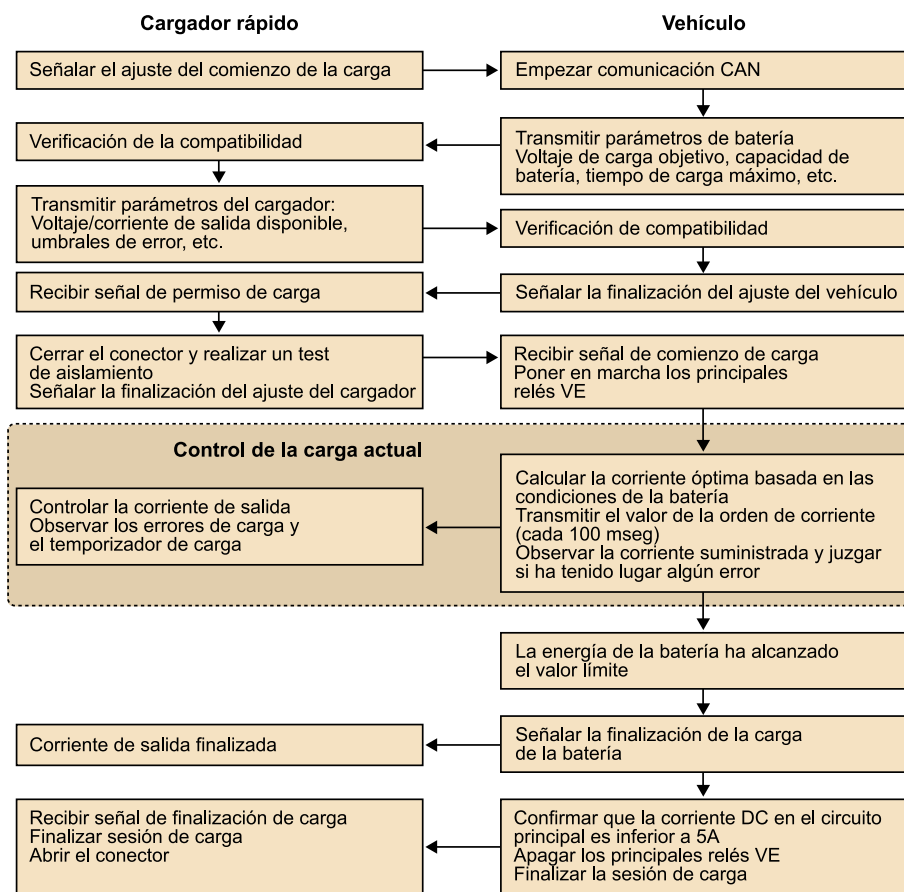 Cargador rápido
Vehículo
Señalar el ajuste del comienzo de la carga
Empezar comunicación CAN
Verificación de la compatibilidad
Transmitir parámetros de batería
Voltaje de carga objetivo, capacidad de
batería, tiempo de carga máximo, etc.
Transmitir parámetros del cargador:
Voltaje/corriente de salida disponible,
umbrales de error, etc.
Verificación de compatibilidad
Recibir señal de permiso de carga
Señalar la finalización del ajuste del vehículo
Cerrar el conector y realizar un test
de aislamiento
Señalar la finalización del ajuste del cargador
Recibir señal de comienzo de carga
Poner en marcha los principales
relés VE
Control de la carga actual
Controlar la corriente de salida
Observar los errores de carga y
el temporizador de carga
Calcular la corriente óptima basada en las
condiciones de la batería
Transmitir el valor de la orden de corriente
(cada 100 mseg)
Observar la corriente suministrada y juzgar
si ha tenido lugar algún error
La energía de la batería ha alcanzado
el valor límite
Corriente de salida finalizada
Señalar la finalización de la carga
de la batería
Recibir señal de finalización de carga
Finalizar sesión de carga
Abrir el conector
Confirmar que la corriente DC en el circuito
principal es inferior a 5A
Apagar los principales relés VE
Finalizar la sesión de carga